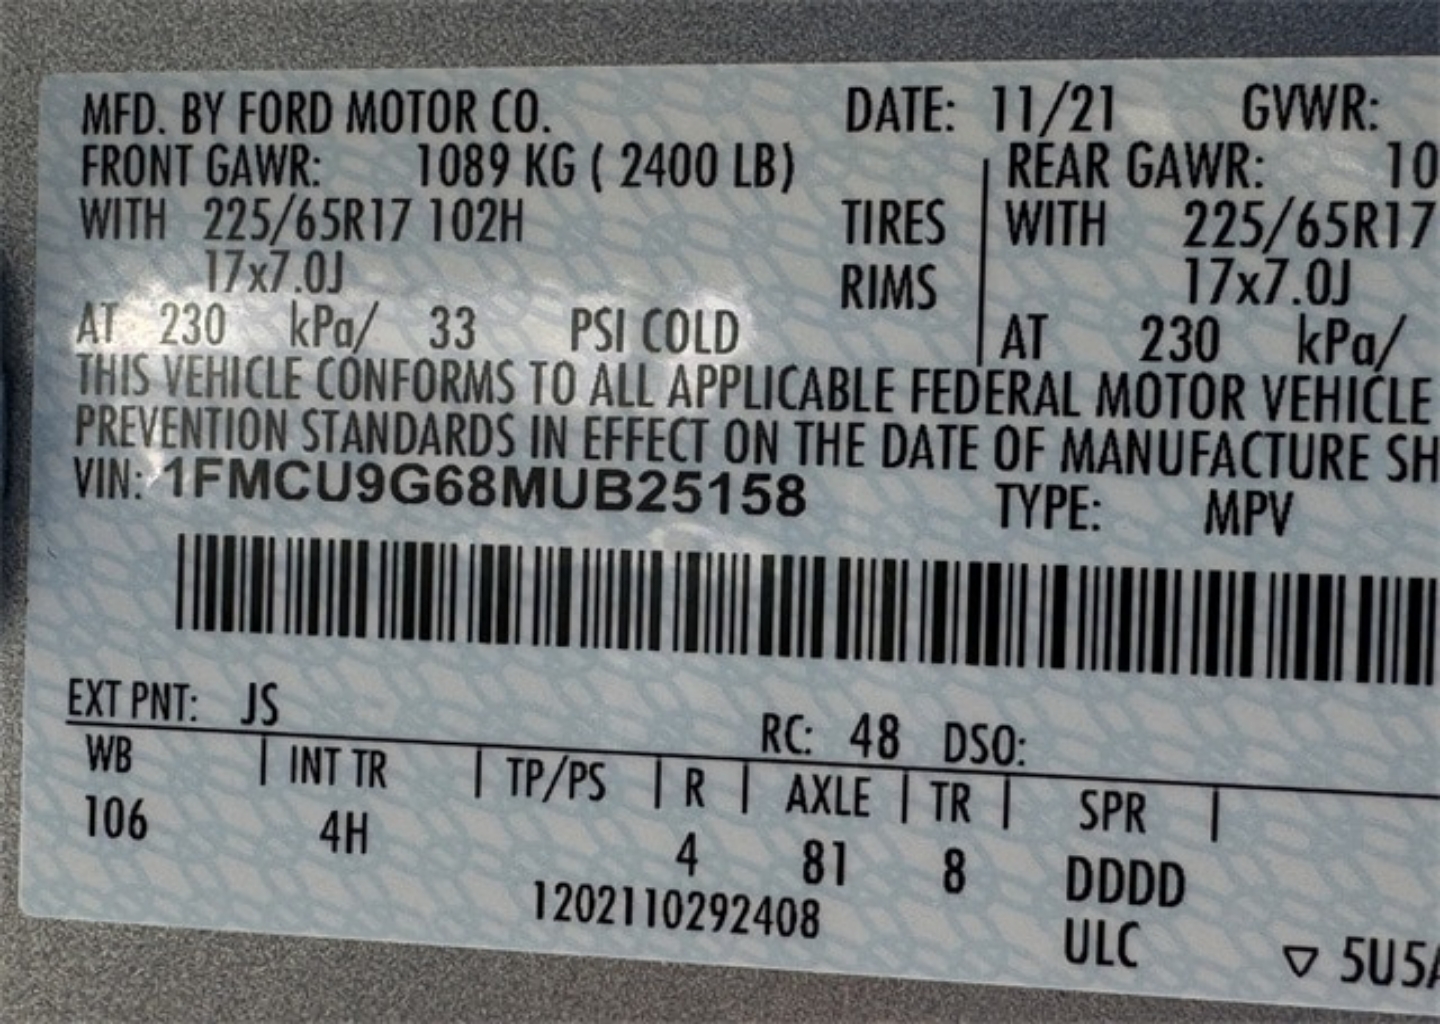 MFD. BY FORD MOTOR CO. DATE: 11/21 GVWR:
FRONT GAWR: 1089 KG ( 2400 LB) REAR GAWR: 10
WITH 225/65R17 102H TIRES WITH 225/65R17
17x7.0J RIMS 17x7.0J
AT 230 kPa/ 33 PSI COLD AT 230 kPa/
THIS VEHICLE CONFORMS TO ALL APPLICABLE FEDERAL MOTOR VEHICLE
PREVENTION STANDARDS IN EFFECT ON THE DATE OF MANUFACTURE SH
VIN: 1FMCU9G68MUB25158 TYPE: MPV
EXT PNT: JS RC: 48 DSO:
WB | INT TR | TP/PS | R | AXLE | TR | SPR |
106 4H 4 81 8 DDDD
1202110292408 ULC ▽ 5U5A